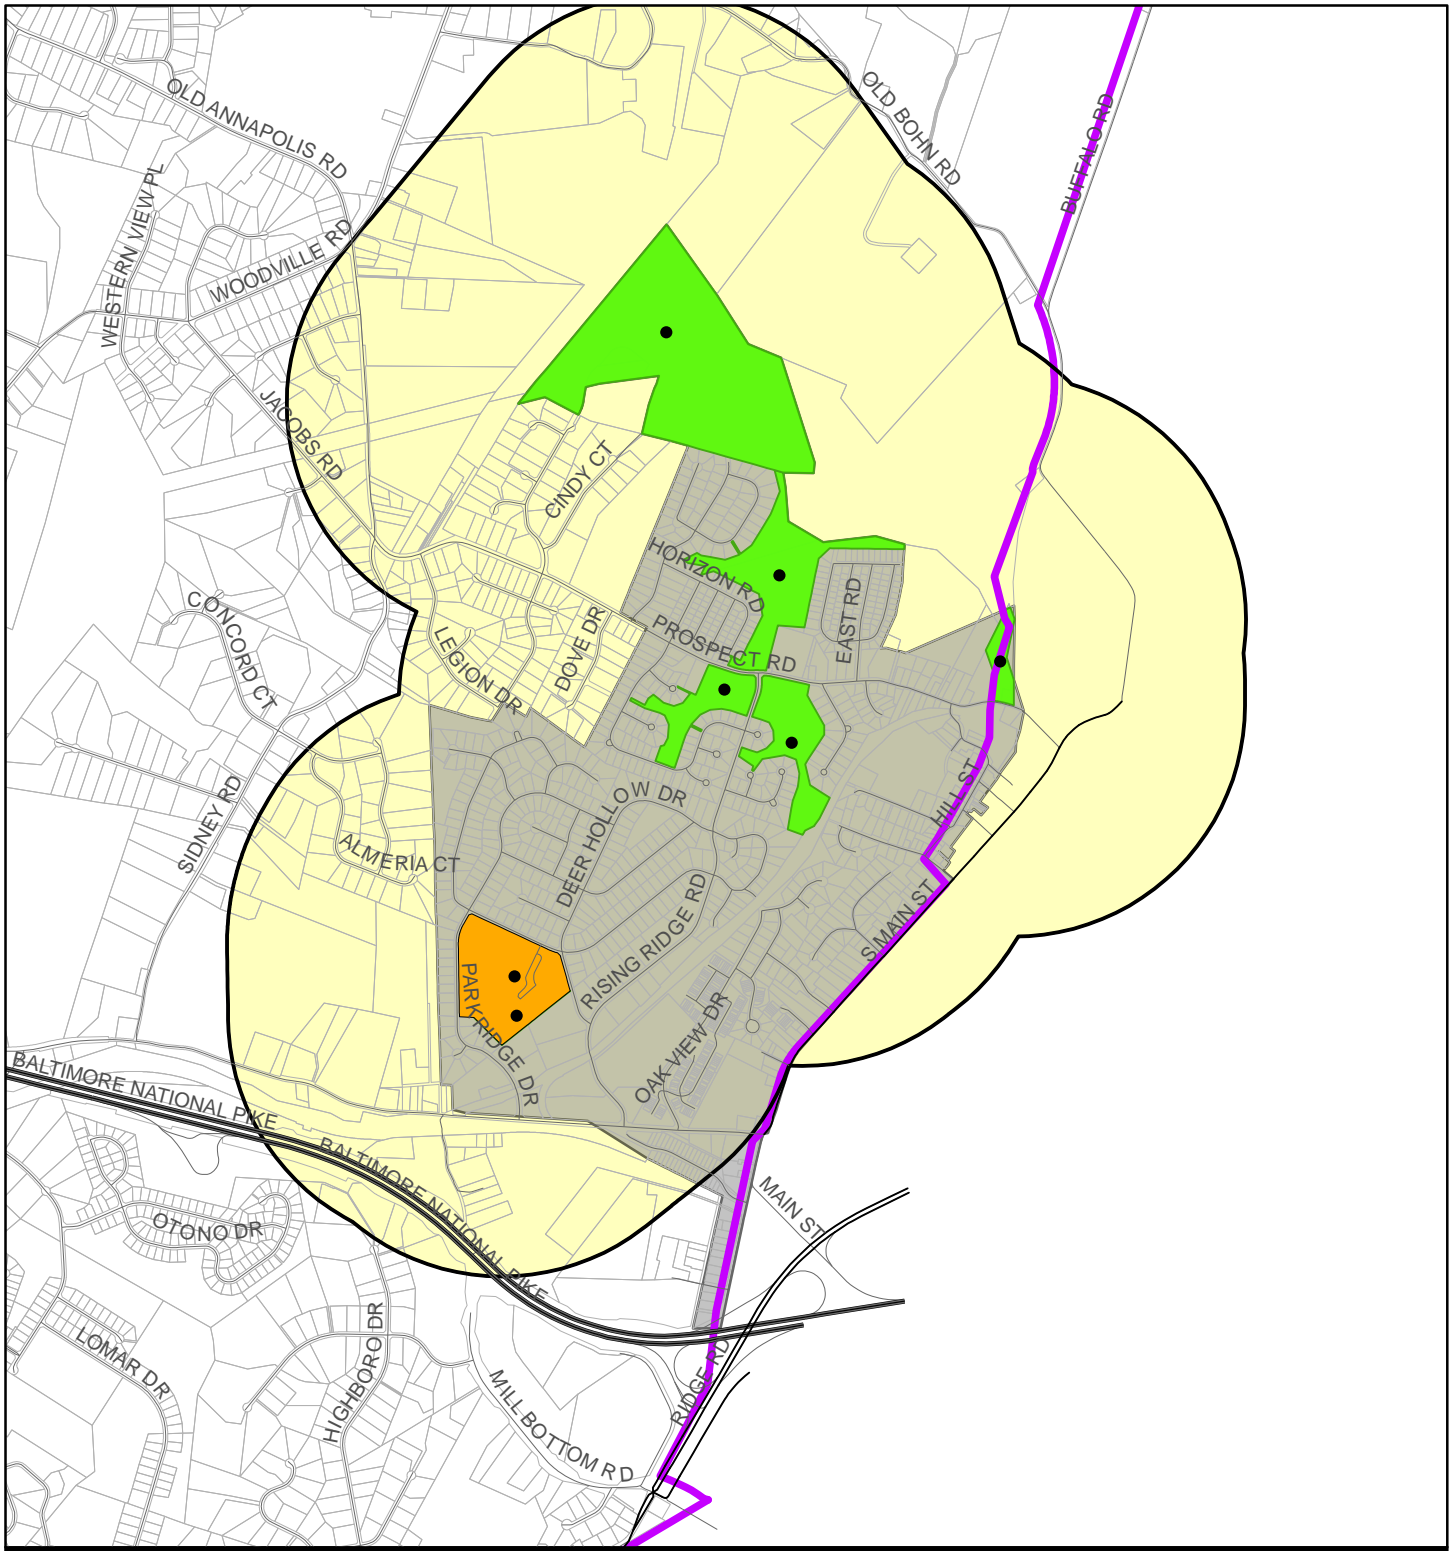 OLD ANNAPOLIS RD
OLD BOHN RD
BUFFALO RD
WESTERN VIEW PL
WOODVILLE RD
JACOBS RD
CINDY CT
HORIZON RD
EAST RD
PROSPECT RD
CONCORD CT
LEGION DR
DOVE DR
SIDNEY RD
DEER HOLLOW DR
HILL ST
ALMERIA CT
S MAIN ST
RISING RIDGE RD
PARKRIDGE DR
OAK VIEW DR
BALTIMORE NATIONAL PIKE
BALTIMORE NATIONAL PIKE
MAIN ST
OTONO DR
LOMAR DR
HIGHBORO DR
RIDGE RD
MILL BOTTOM RD